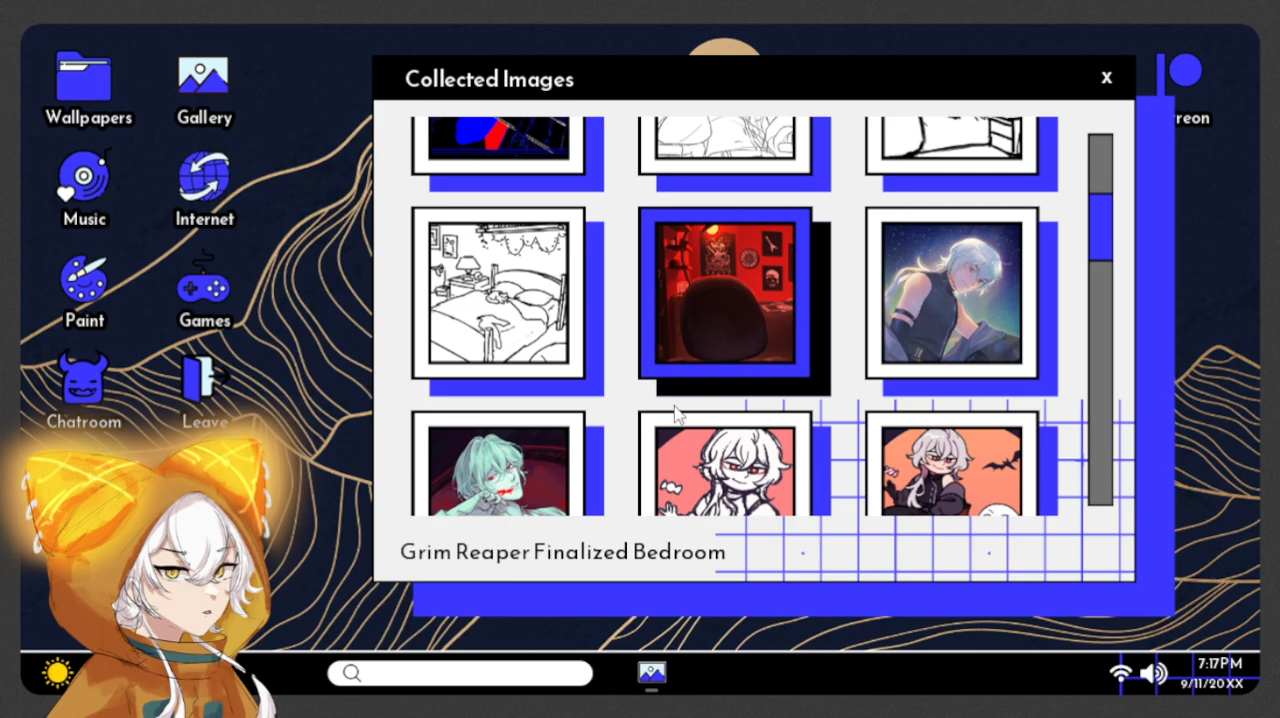 Collected Images
X
Wallpapers
Gallery
reon
Music
Internet
Paint
Games
Chatroom
Leave
Grim Reaper Finalized Bedroom
7:17PM
9/11/20XX